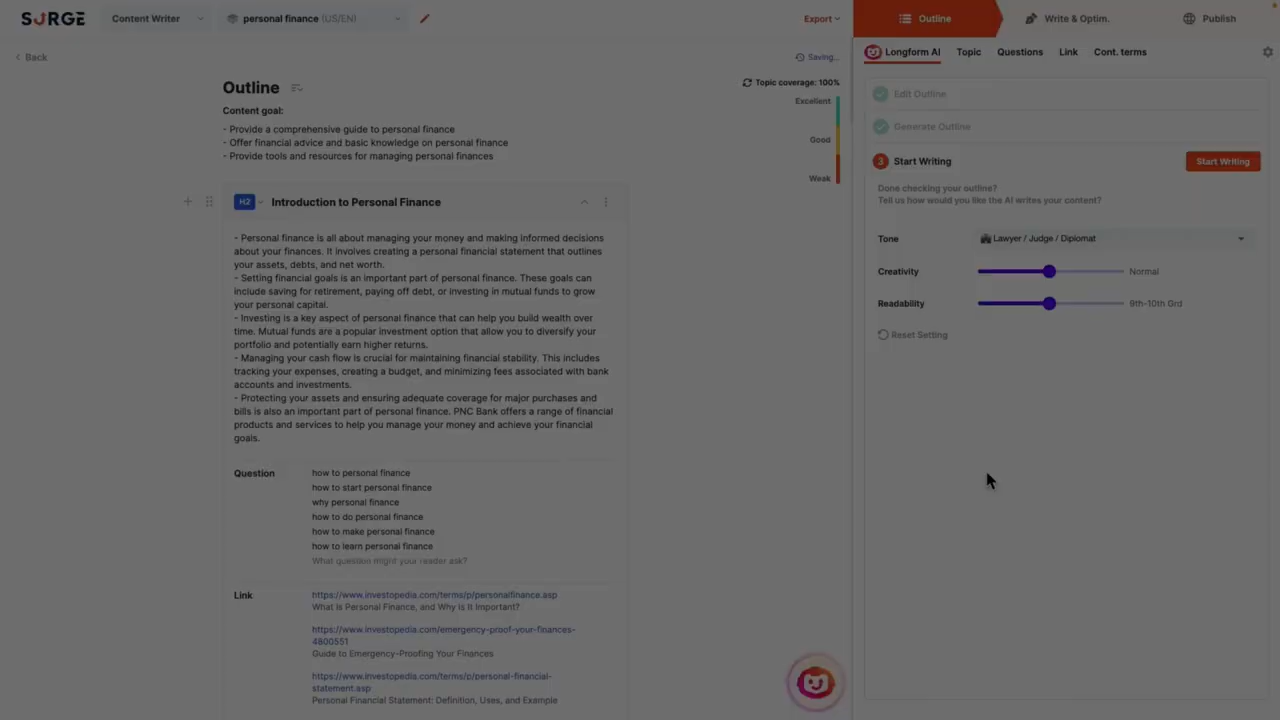 SURGE
Content Writer
personal finance (US/EN)
Export
Outline
Write & Optim.
Publish
Back
Saving...
Longform AI
Topic
Questions
Link
Cont. terms
Outline
Topic coverage: 100%
Content goal:
Excellent
- Provide a comprehensive guide to personal finance
- Offer financial advice and basic knowledge on personal finance
- Provide tools and resources for managing personal finances
Good
Weak
H2
Introduction to Personal Finance
- Personal finance is all about managing your money and making informed decisions
about your finances. It involves creating a personal financial statement that outlines
your assets, debts, and net worth.
- Setting financial goals is an important part of personal finance. These goals can
include saving for retirement, paying off debt, or investing in mutual funds to grow
your personal capital.
- Investing is a key aspect of personal finance that can help you build wealth over
time. Mutual funds are a popular investment option that allow you to diversify your
portfolio and potentially earn higher returns.
- Managing your cash flow is crucial for maintaining financial stability. This includes
tracking your expenses, creating a budget, and minimizing fees associated with bank
accounts and investments.
- Protecting your assets and ensuring adequate coverage for major purchases and
bills is also an important part of personal finance. PNC Bank offers a range of financial
products and services to help you manage your money and achieve your financial
goals.
Question
how to personal finance
how to start personal finance
why personal finance
how to do personal finance
how to make personal finance
how to learn personal finance
What question might your reader ask?
Link
https://www.investopedia.com/terms/p/personalfinance.asp
What Is Personal Finance, and Why Is It Important?
https://www.investopedia.com/emergency-proof-your-finances-
4800551
Guide to Emergency-Proofing Your Finances
https://www.investopedia.com/terms/p/personal-financial-
statement.asp
Personal Financial Statement: Definition, Uses, and Example
Edit Outline
Generate Outline
3
Start Writing
Start Writing
Done checking your outline?
Tell us how would you like the AI writes your content?
Tone
Lawyer / Judge / Diplomat
Creativity
Normal
Readability
9th-10th Grd
Reset Setting